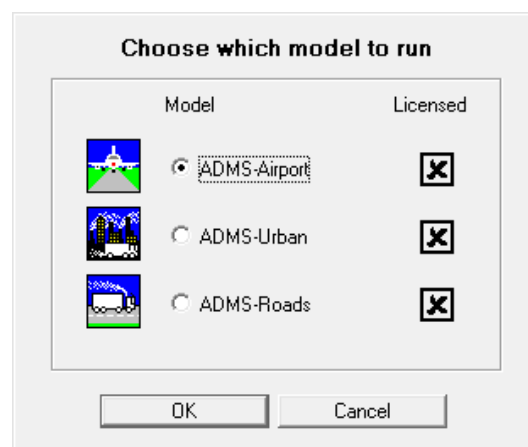 Choose which model to run
Model Licensed
ADMS-Airport
ADMS-Urban
ADMS-Roads
OK Cancel